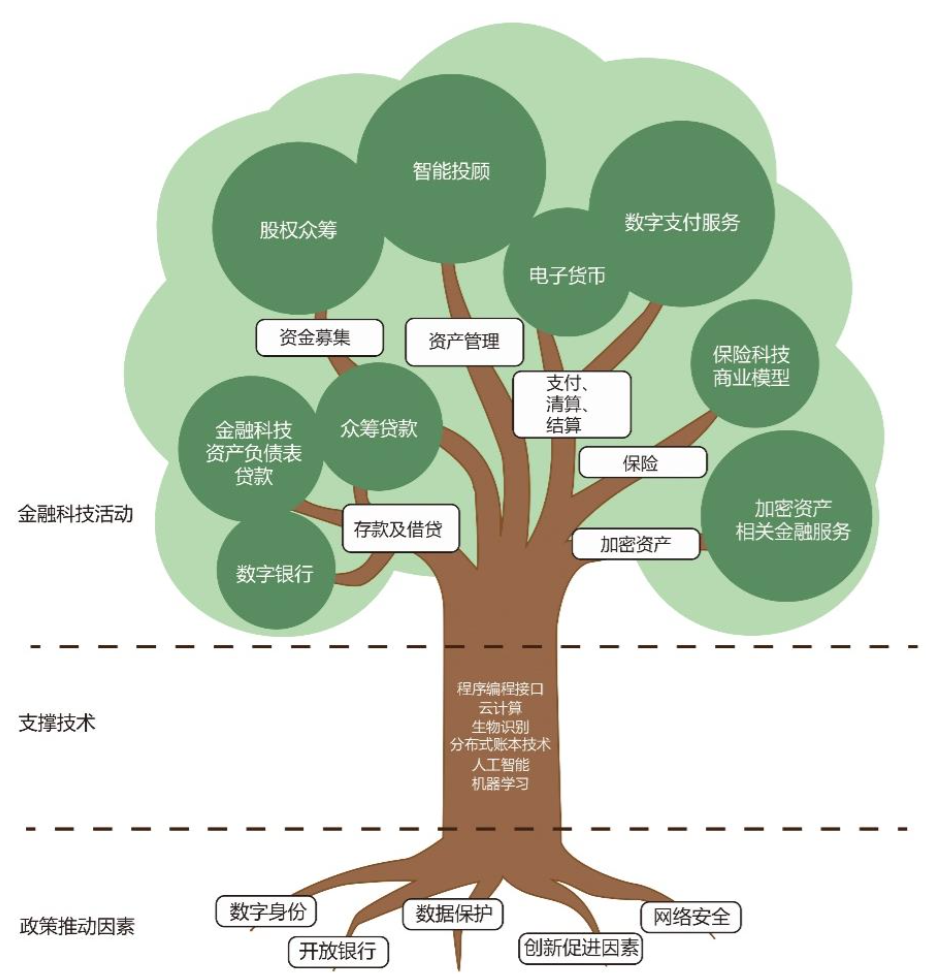 智能投顾
股权众筹
数字支付服务
电子货币
资金募集
资产管理
保险科技
商业模型
支付、
清算、
结算
金融科技
资产负债表
贷款
众筹贷款
保险
金融科技活动
存款及借贷
加密资产
加密资产
相关金融服务
数字银行
支撑技术
程序编程接口
云计算
生物识别
分布式账本技术
人工智能
机器学习
政策推动因素
数字身份
数据保护
网络安全
开放银行
创新促进因素